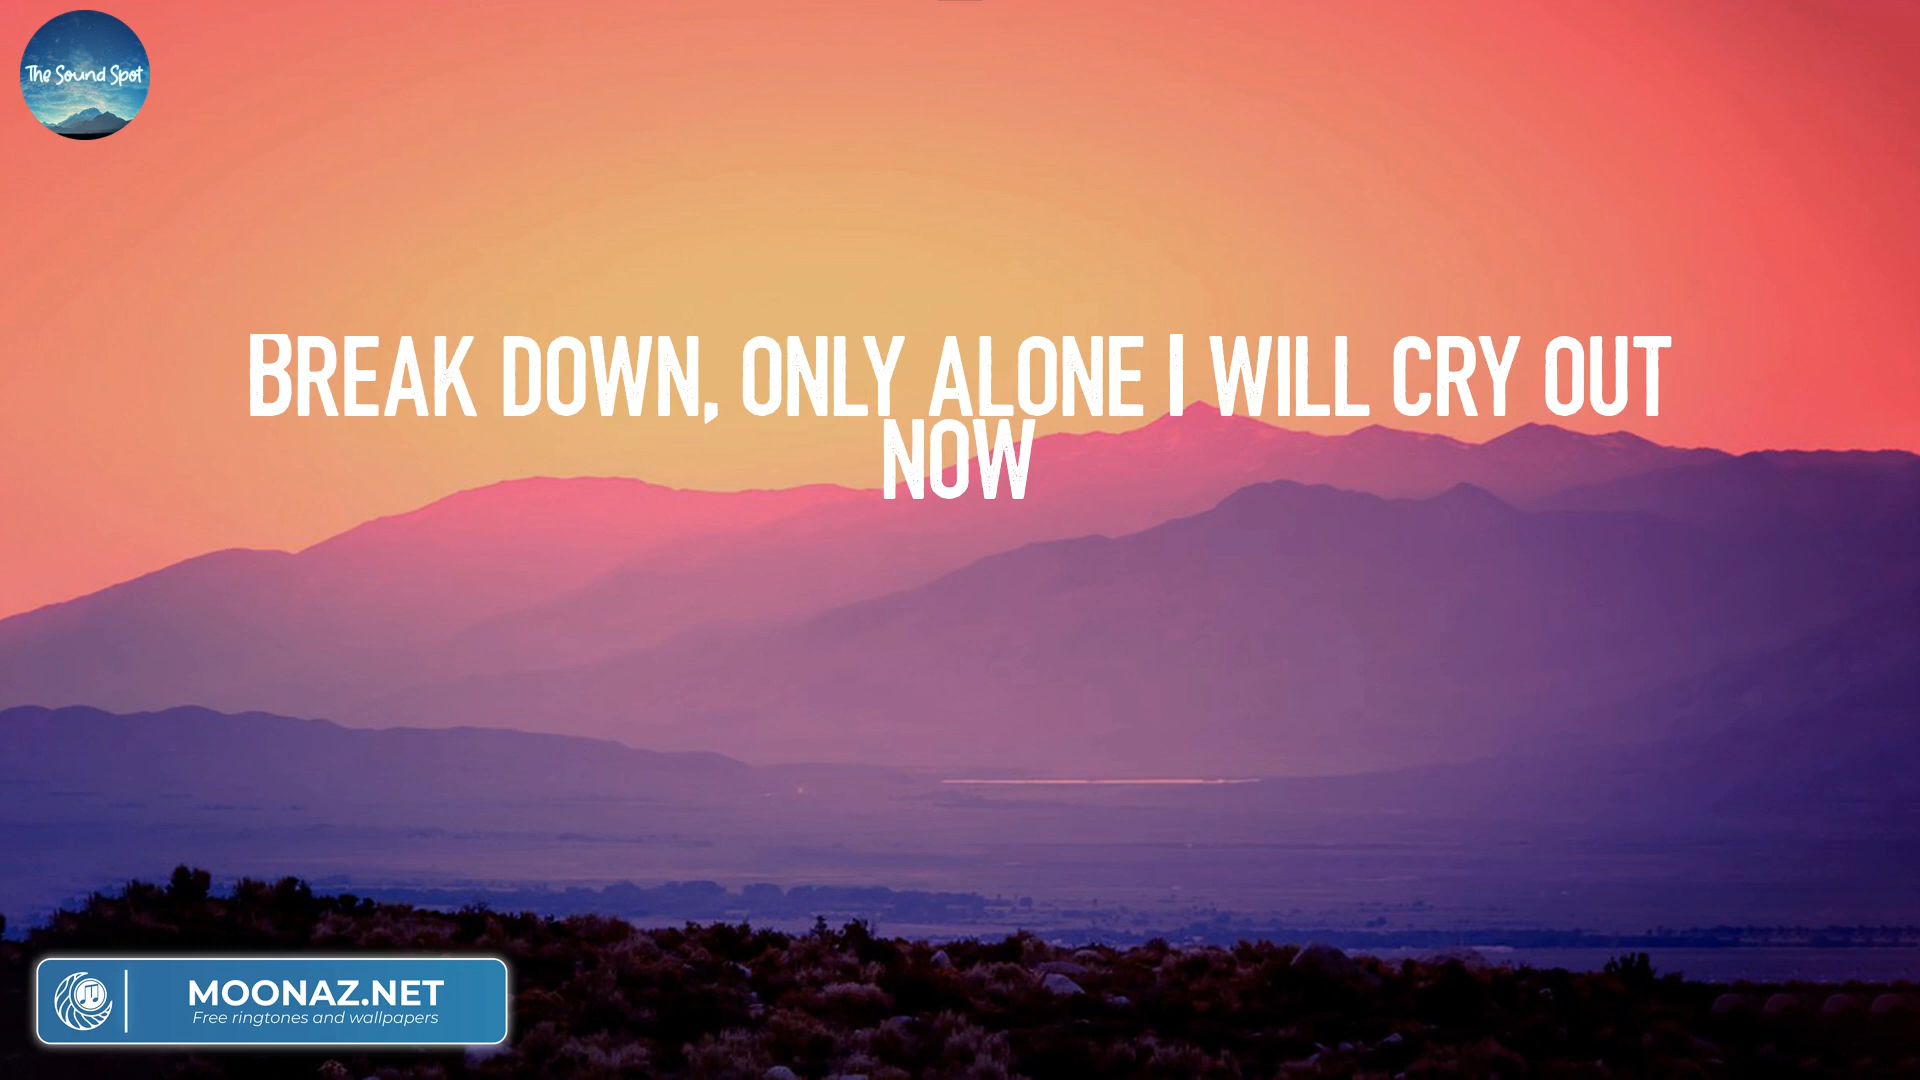 The Sound Spot
BREAK DOWN, ONLY ALONE I WILL CRY OUT
NOW
MOONAZ.NET
Free ringtones and wallpapers